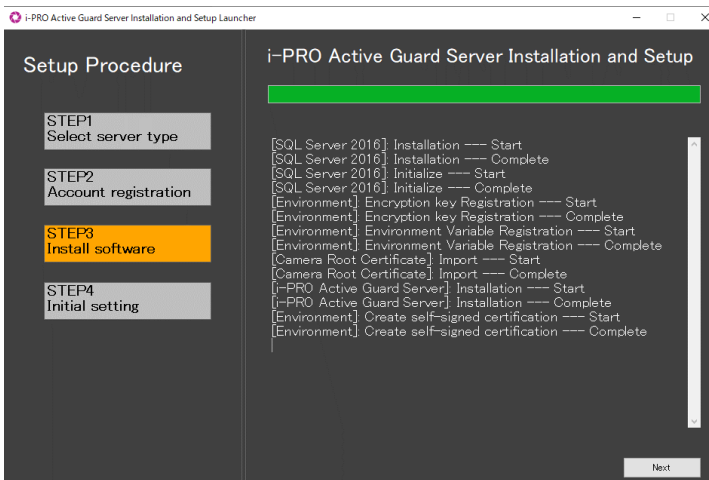 i-PRO Active Guard Server Installation and Setup Launcher
Setup Procedure
STEP1
Select server type
STEP2
Account registration
STEP3
Install software
STEP4
Initial setting
i-PRO Active Guard Server Installation and Setup
[SQL Server 2016]: Installation --- Start
[SQL Server 2016]: Installation --- Complete
[SQL Server 2016]: Initialize --- Start
[SQL Server 2016]: Initialize --- Complete
[Environment]: Encryption key Registration --- Start
[Environment]: Encryption key Registration --- Complete
[Environment]: Environment Variable Registration --- Start
[Environment]: Environment Variable Registration --- Complete
[Camera Root Certificate]: Import --- Start
[Camera Root Certificate]: Import --- Complete
[i-PRO Active Guard Server]: Installation --- Start
[i-PRO Active Guard Server]: Installation --- Complete
[Environment]: Create self-signed certification --- Start
[Environment]: Create self-signed certification --- Complete
Next